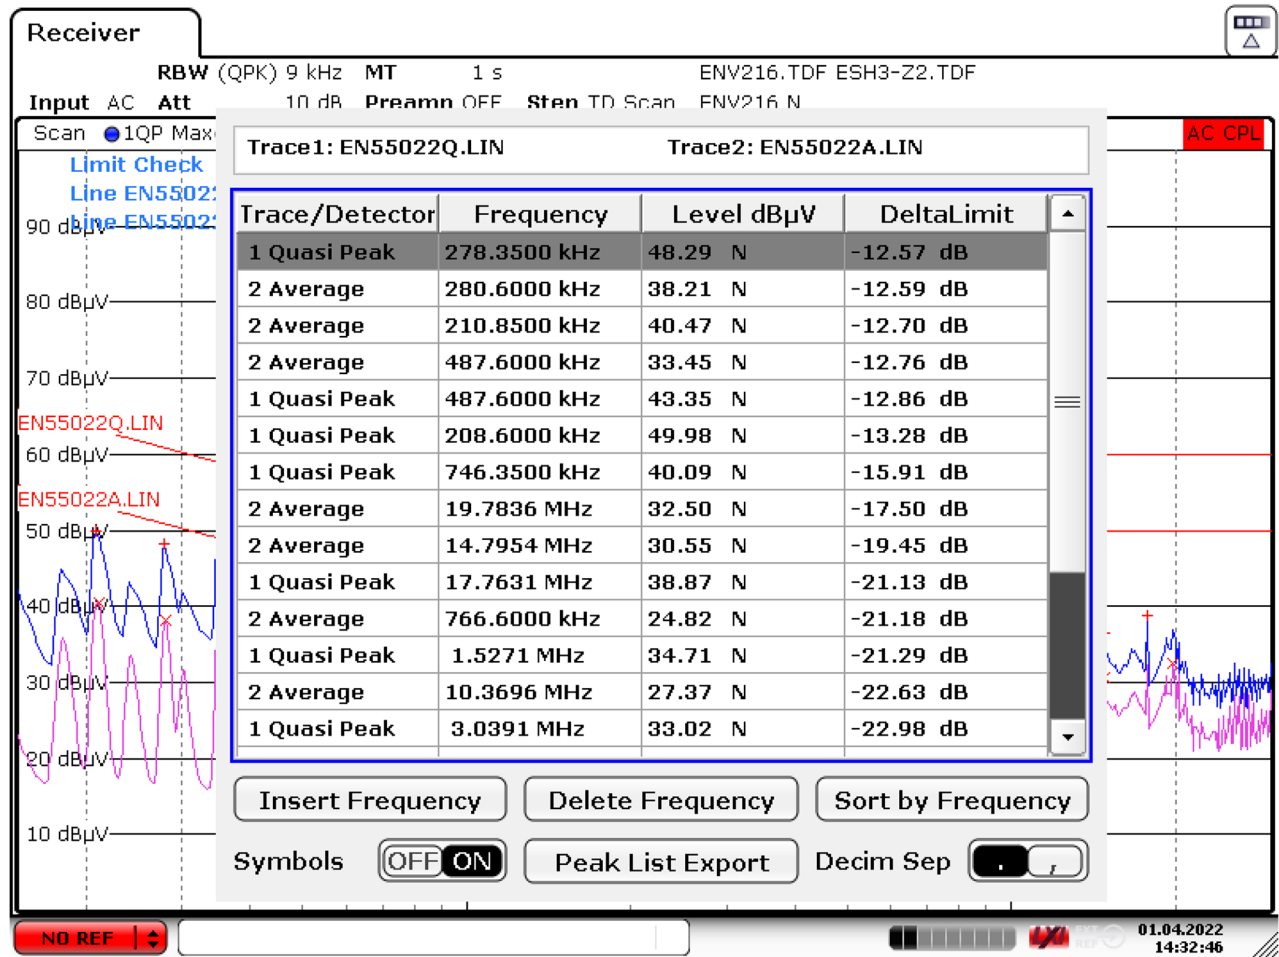 Receiver
RBW (QPK) 9 kHz MT 1 s ENV216.TDF ESH3-Z2.TDF
Input AC Att 10 dB Preamp OFF Step TD Scan ENV216 N
Scan 1QP Max
AC CPL
Limit Check
Line EN55022
Line EN55022
Trace1: EN55022Q.LIN Trace2: EN55022A.LIN
Trace/Detector Frequency Level dBµV DeltaLimit
1 Quasi Peak 278.3500 kHz 48.29 N -12.57 dB
2 Average 280.6000 kHz 38.21 N -12.59 dB
2 Average 210.8500 kHz 40.47 N -12.70 dB
2 Average 487.6000 kHz 33.45 N -12.76 dB
1 Quasi Peak 487.6000 kHz 43.35 N -12.86 dB
1 Quasi Peak 208.6000 kHz 49.98 N -13.28 dB
1 Quasi Peak 746.3500 kHz 40.09 N -15.91 dB
2 Average 19.7836 MHz 32.50 N -17.50 dB
2 Average 14.7954 MHz 30.55 N -19.45 dB
1 Quasi Peak 17.7631 MHz 38.87 N -21.13 dB
2 Average 766.6000 kHz 24.82 N -21.18 dB
1 Quasi Peak 1.5271 MHz 34.71 N -21.29 dB
2 Average 10.3696 MHz 27.37 N -22.63 dB
1 Quasi Peak 3.0391 MHz 33.02 N -22.98 dB
90 dBµV
80 dBµV
70 dBµV
EN55022Q.LIN
60 dBµV
EN55022A.LIN
50 dBµV
40 dBµV
30 dBµV
20 dBµV
10 dBµV
Insert Frequency Delete Frequency Sort by Frequency
Symbols OFF ON Peak List Export Decim Sep . ,
NO REF
LXI EXT REF
01.04.2022
14:32:46